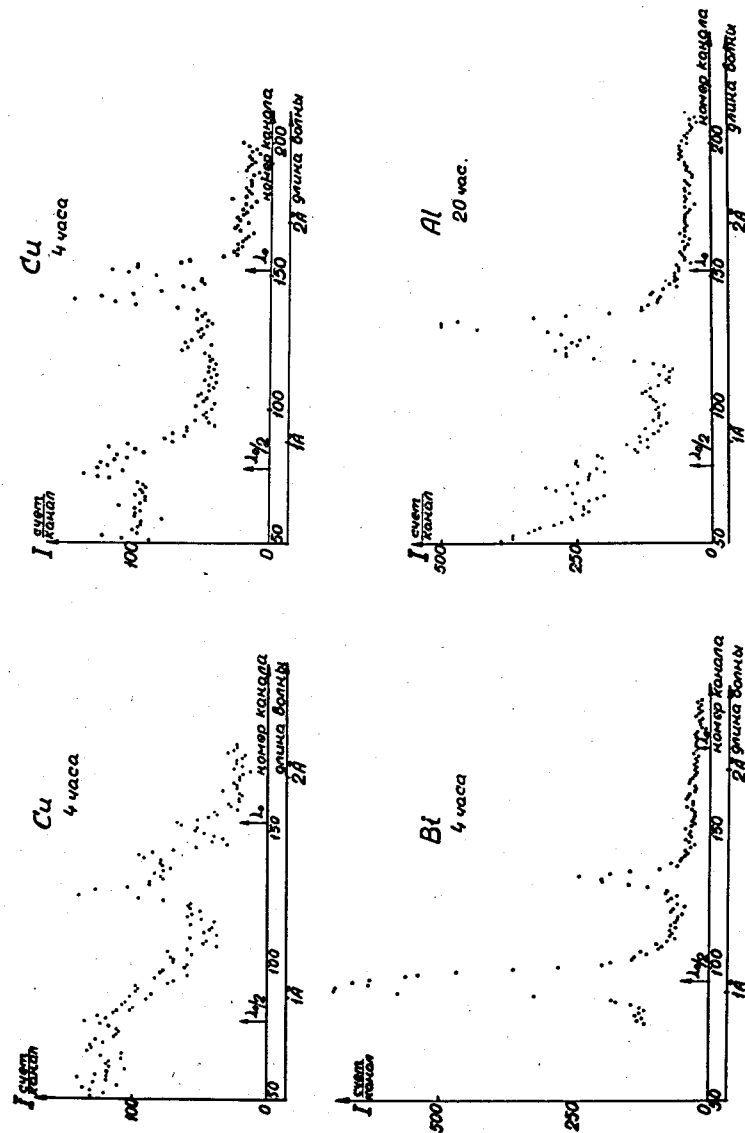 I счет/канал
Cu
4 часа
100
0
λ₀/2
λ₀
номер канала
50
100
150
1Å
2Å
длина волны
I счет/канал
Cu
4 часа
100
0
λ₀/2
λ₀
номер канала
50
100
150
200
1Å
2Å
длина волны
I счет/канал
Bi
4 часа
500
250
0
λ₀/2
λ₀
номер канала
50
100
150
1Å
2Å
длина волны
I счет/канал
Al
20 час.
500
250
0
λ₀/2
λ₀
номер канала
50
100
150
200
1Å
2Å
длина волны